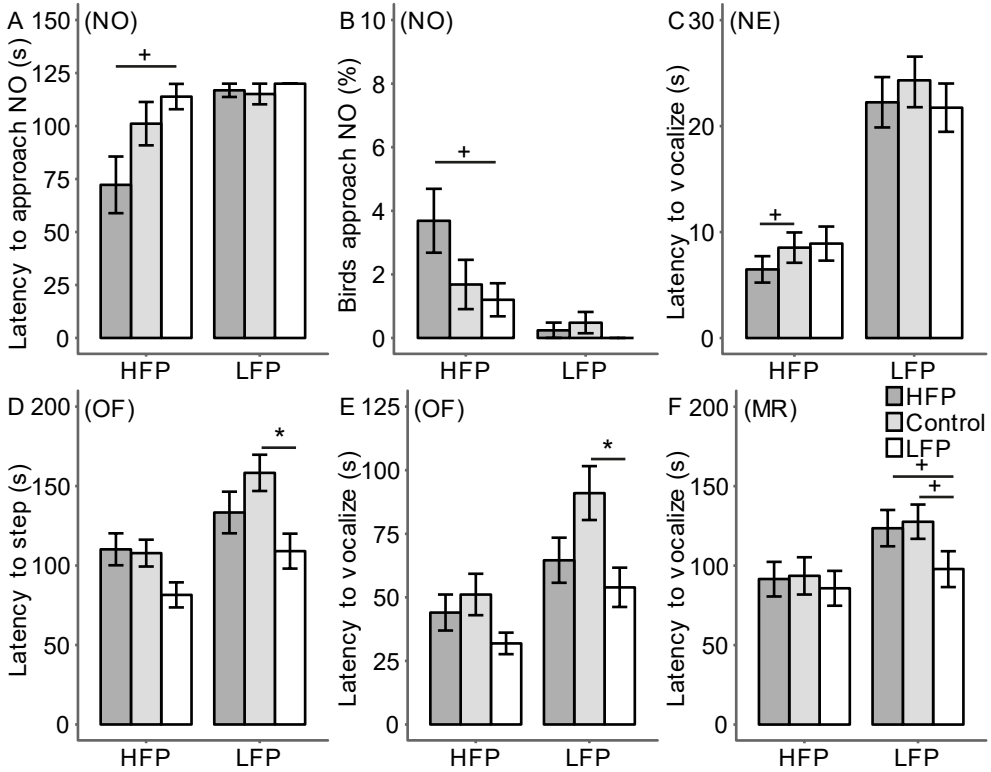 A (NO)
Latency to approach NO (s)
150
125
100
75
50
25
0
+
HFP LFP
B (NO)
Birds approach NO (%)
10
8
6
4
2
0
+
HFP LFP
C (NE)
Latency to vocalize (s)
30
20
10
0
+
HFP LFP
D (OF)
Latency to step (s)
200
150
100
50
0
*
HFP LFP
E (OF)
Latency to vocalize (s)
125
100
75
50
25
0
*
HFP LFP
F (MR)
Latency to vocalize (s)
200
150
100
50
0
HFP
Control
LFP
+
+
HFP LFP